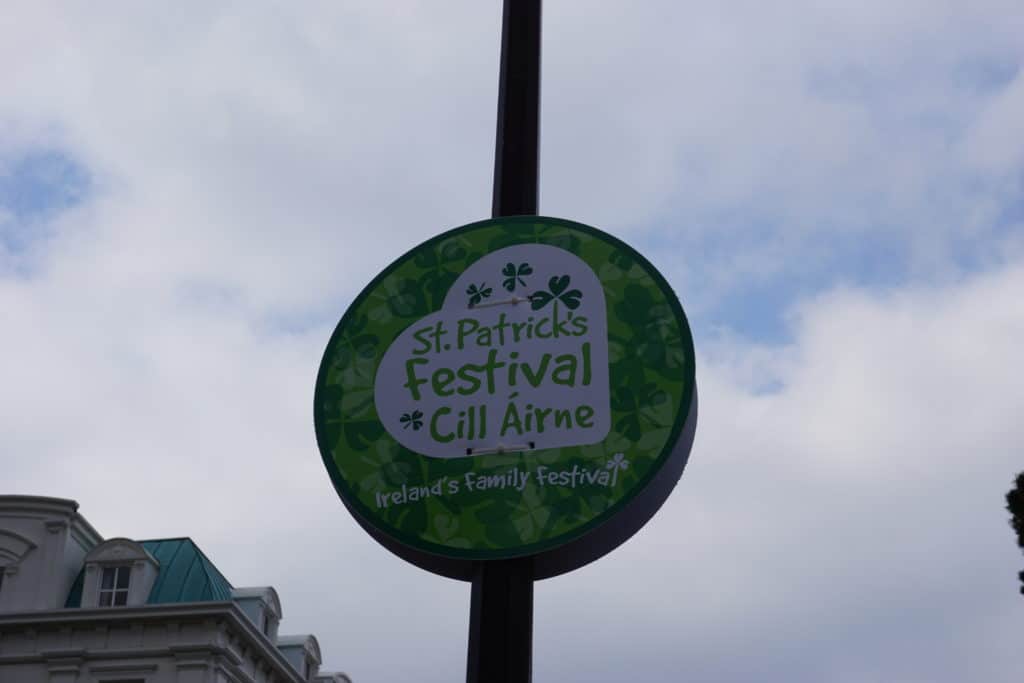 St. Patrick's
Festival
Cill Áirne
Ireland's Family Festival